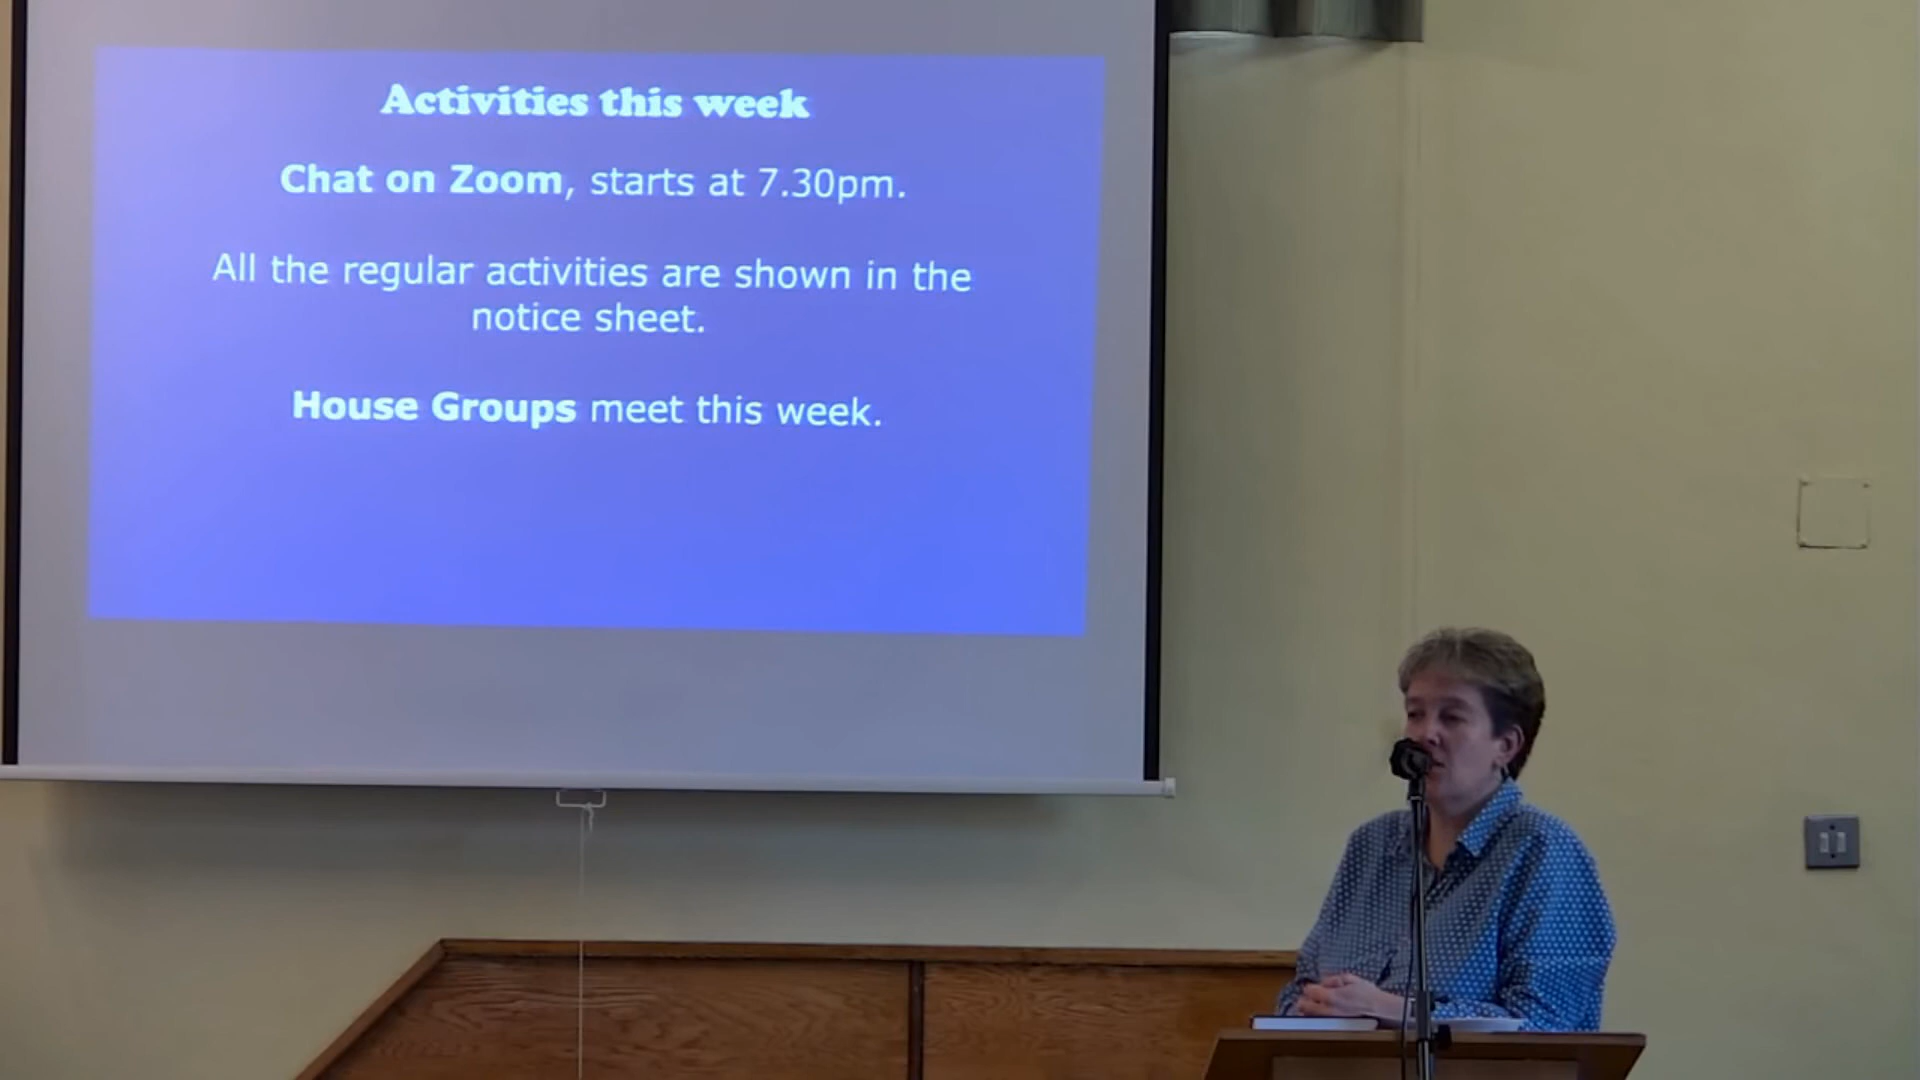 Activities this week
Chat on Zoom, starts at 7.30pm.
All the regular activities are shown in the
notice sheet.
House Groups meet this week.